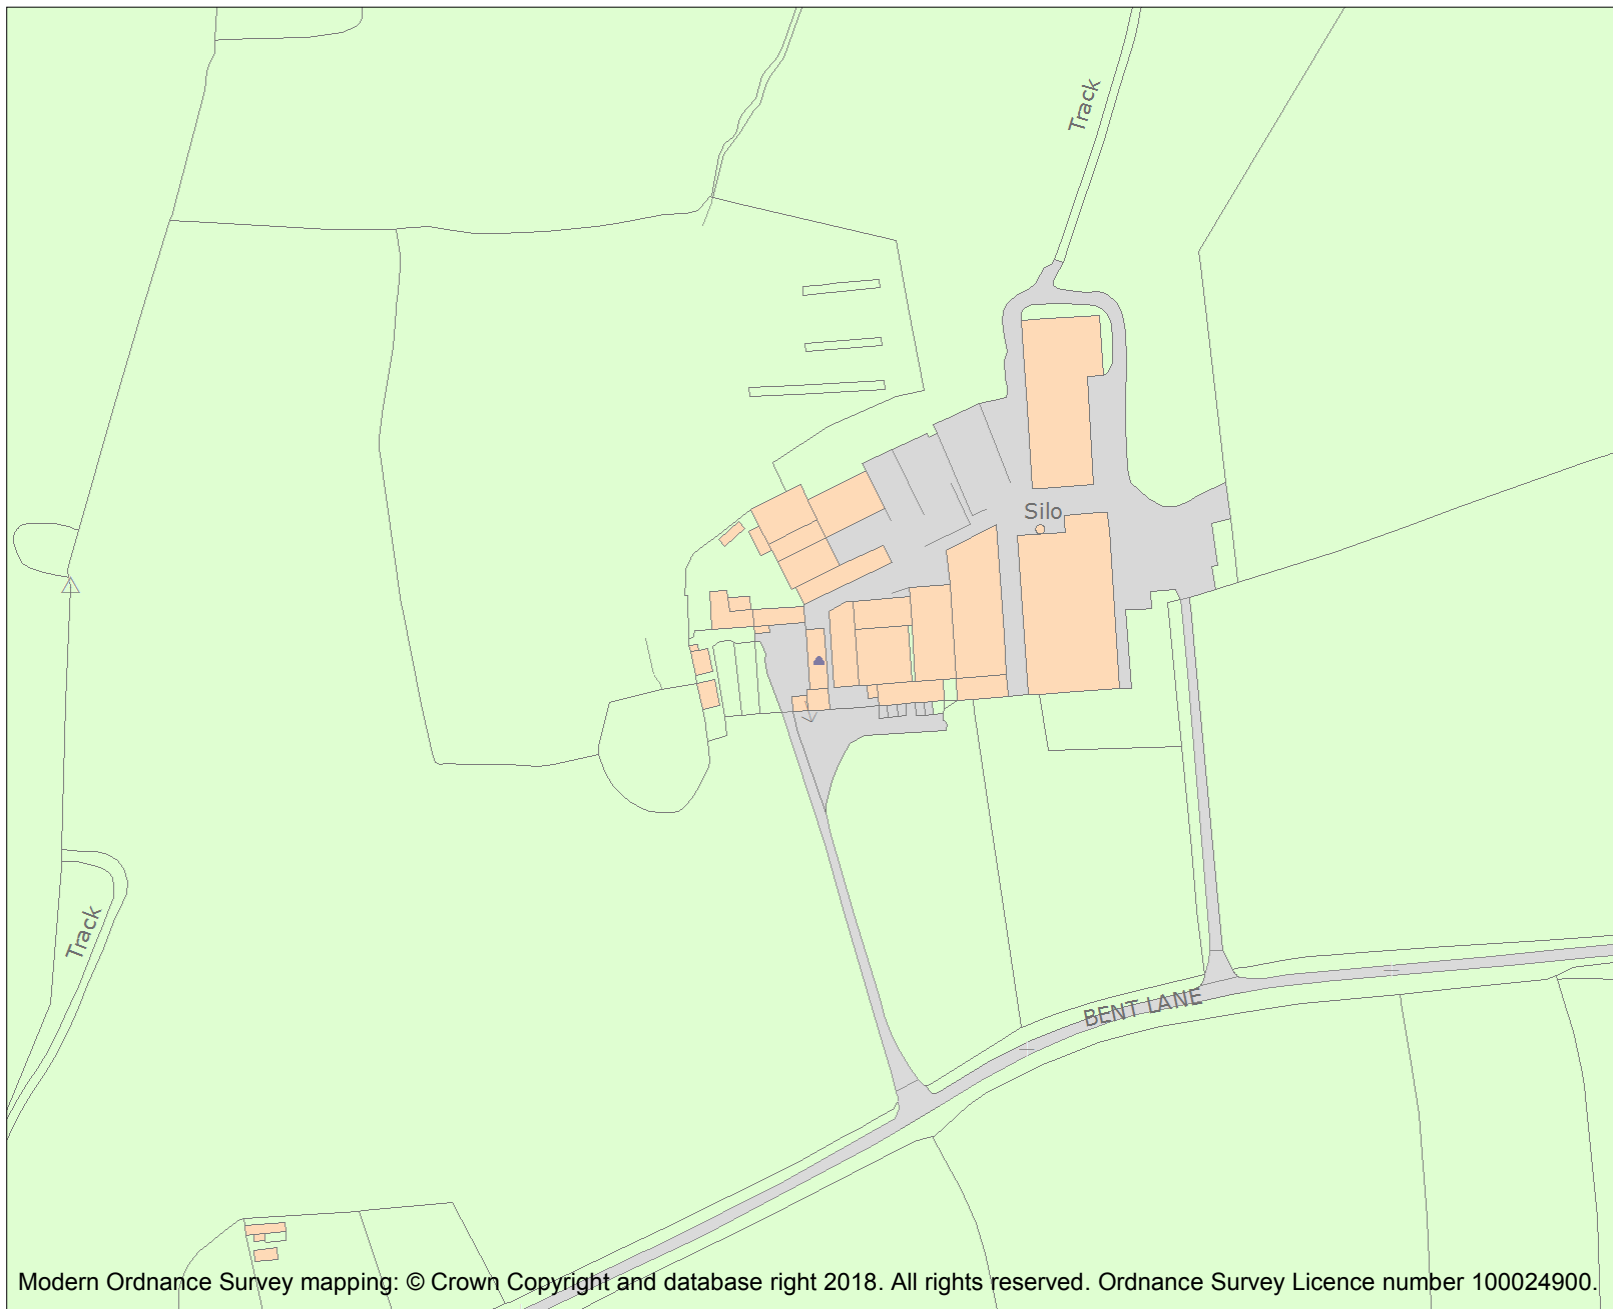 Track
Silo
Track
BENT LANE
Modern Ordnance Survey mapping: © Crown Copyright and database right 2018. All rights reserved. Ordnance Survey Licence number 100024900.